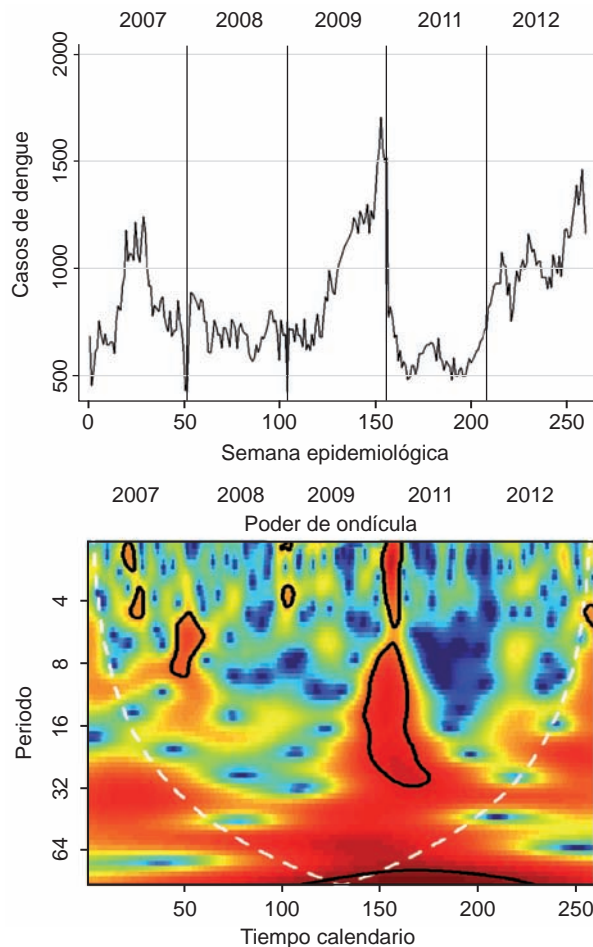 2007 2008 2009 2011 2012
Casos de dengue
2000
1500
1000
500
0 50 100 150 200 250
Semana epidemiológica
2007 2008 2009 2011 2012
Poder de ondícula
Periodo
4
8
16
32
64
50 100 150 200 250
Tiempo calendario